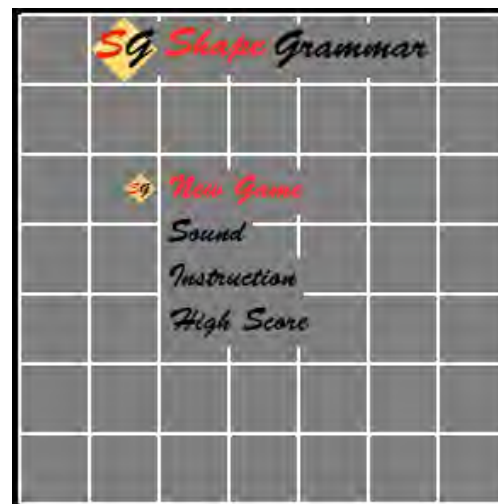 SG Shape Grammar
SG New Game
Sound
Instruction
High Score